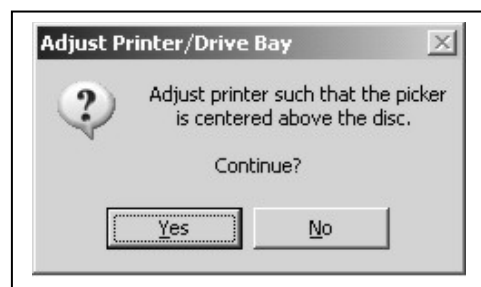 Adjust Printer/Drive Bay
Adjust printer such that the picker
is centered above the disc.
Continue?
Yes
No